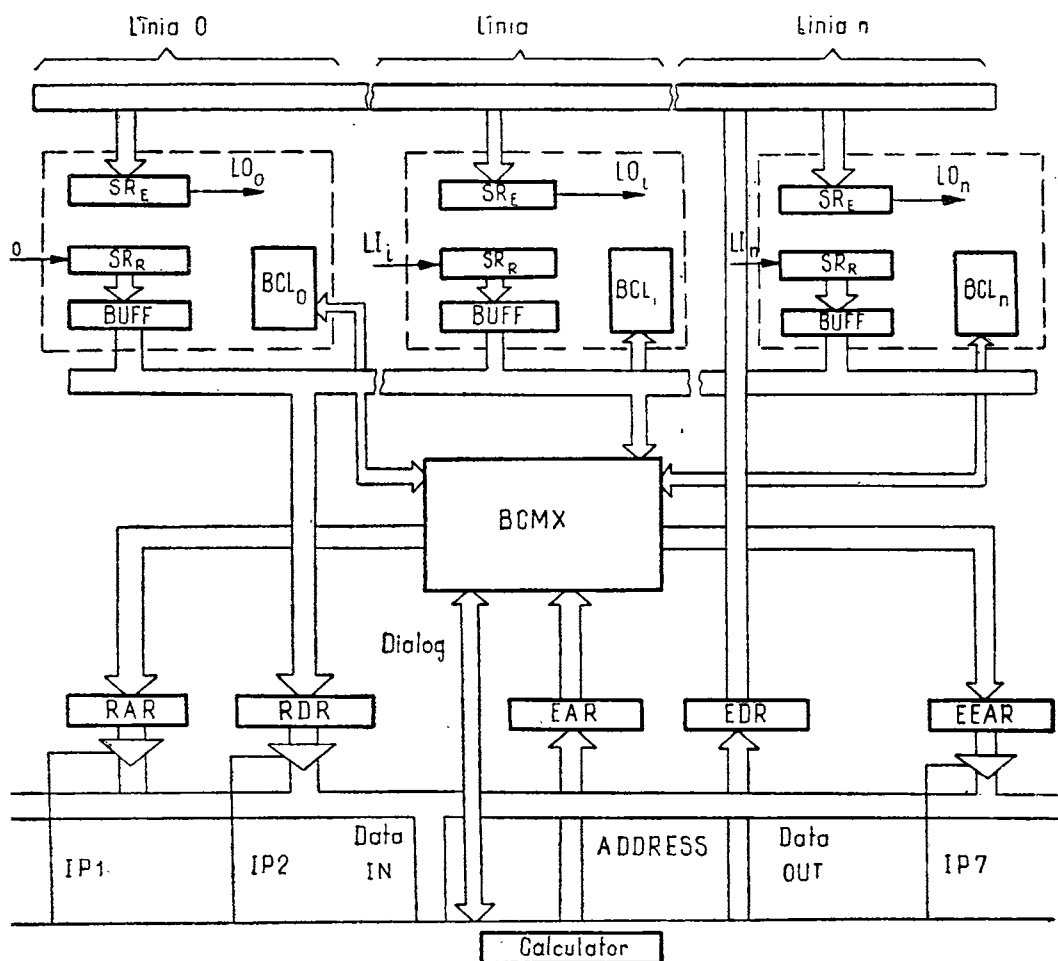 Linia 0
Linia
Linia n
SR_E
LO_0
SR_E
LO_i
SR_E
LO_n
0
SR_R
BCL_0
BUFF
LI_i
SR_R
BCL_i
BUFF
LI_n
SR_R
BCL_n
BUFF
BCMX
Dialog
RAR
RDR
EAR
EDR
EEAR
IP1
IP2
Data
IN
ADDRESS
Data
OUT
IP7
Calculator